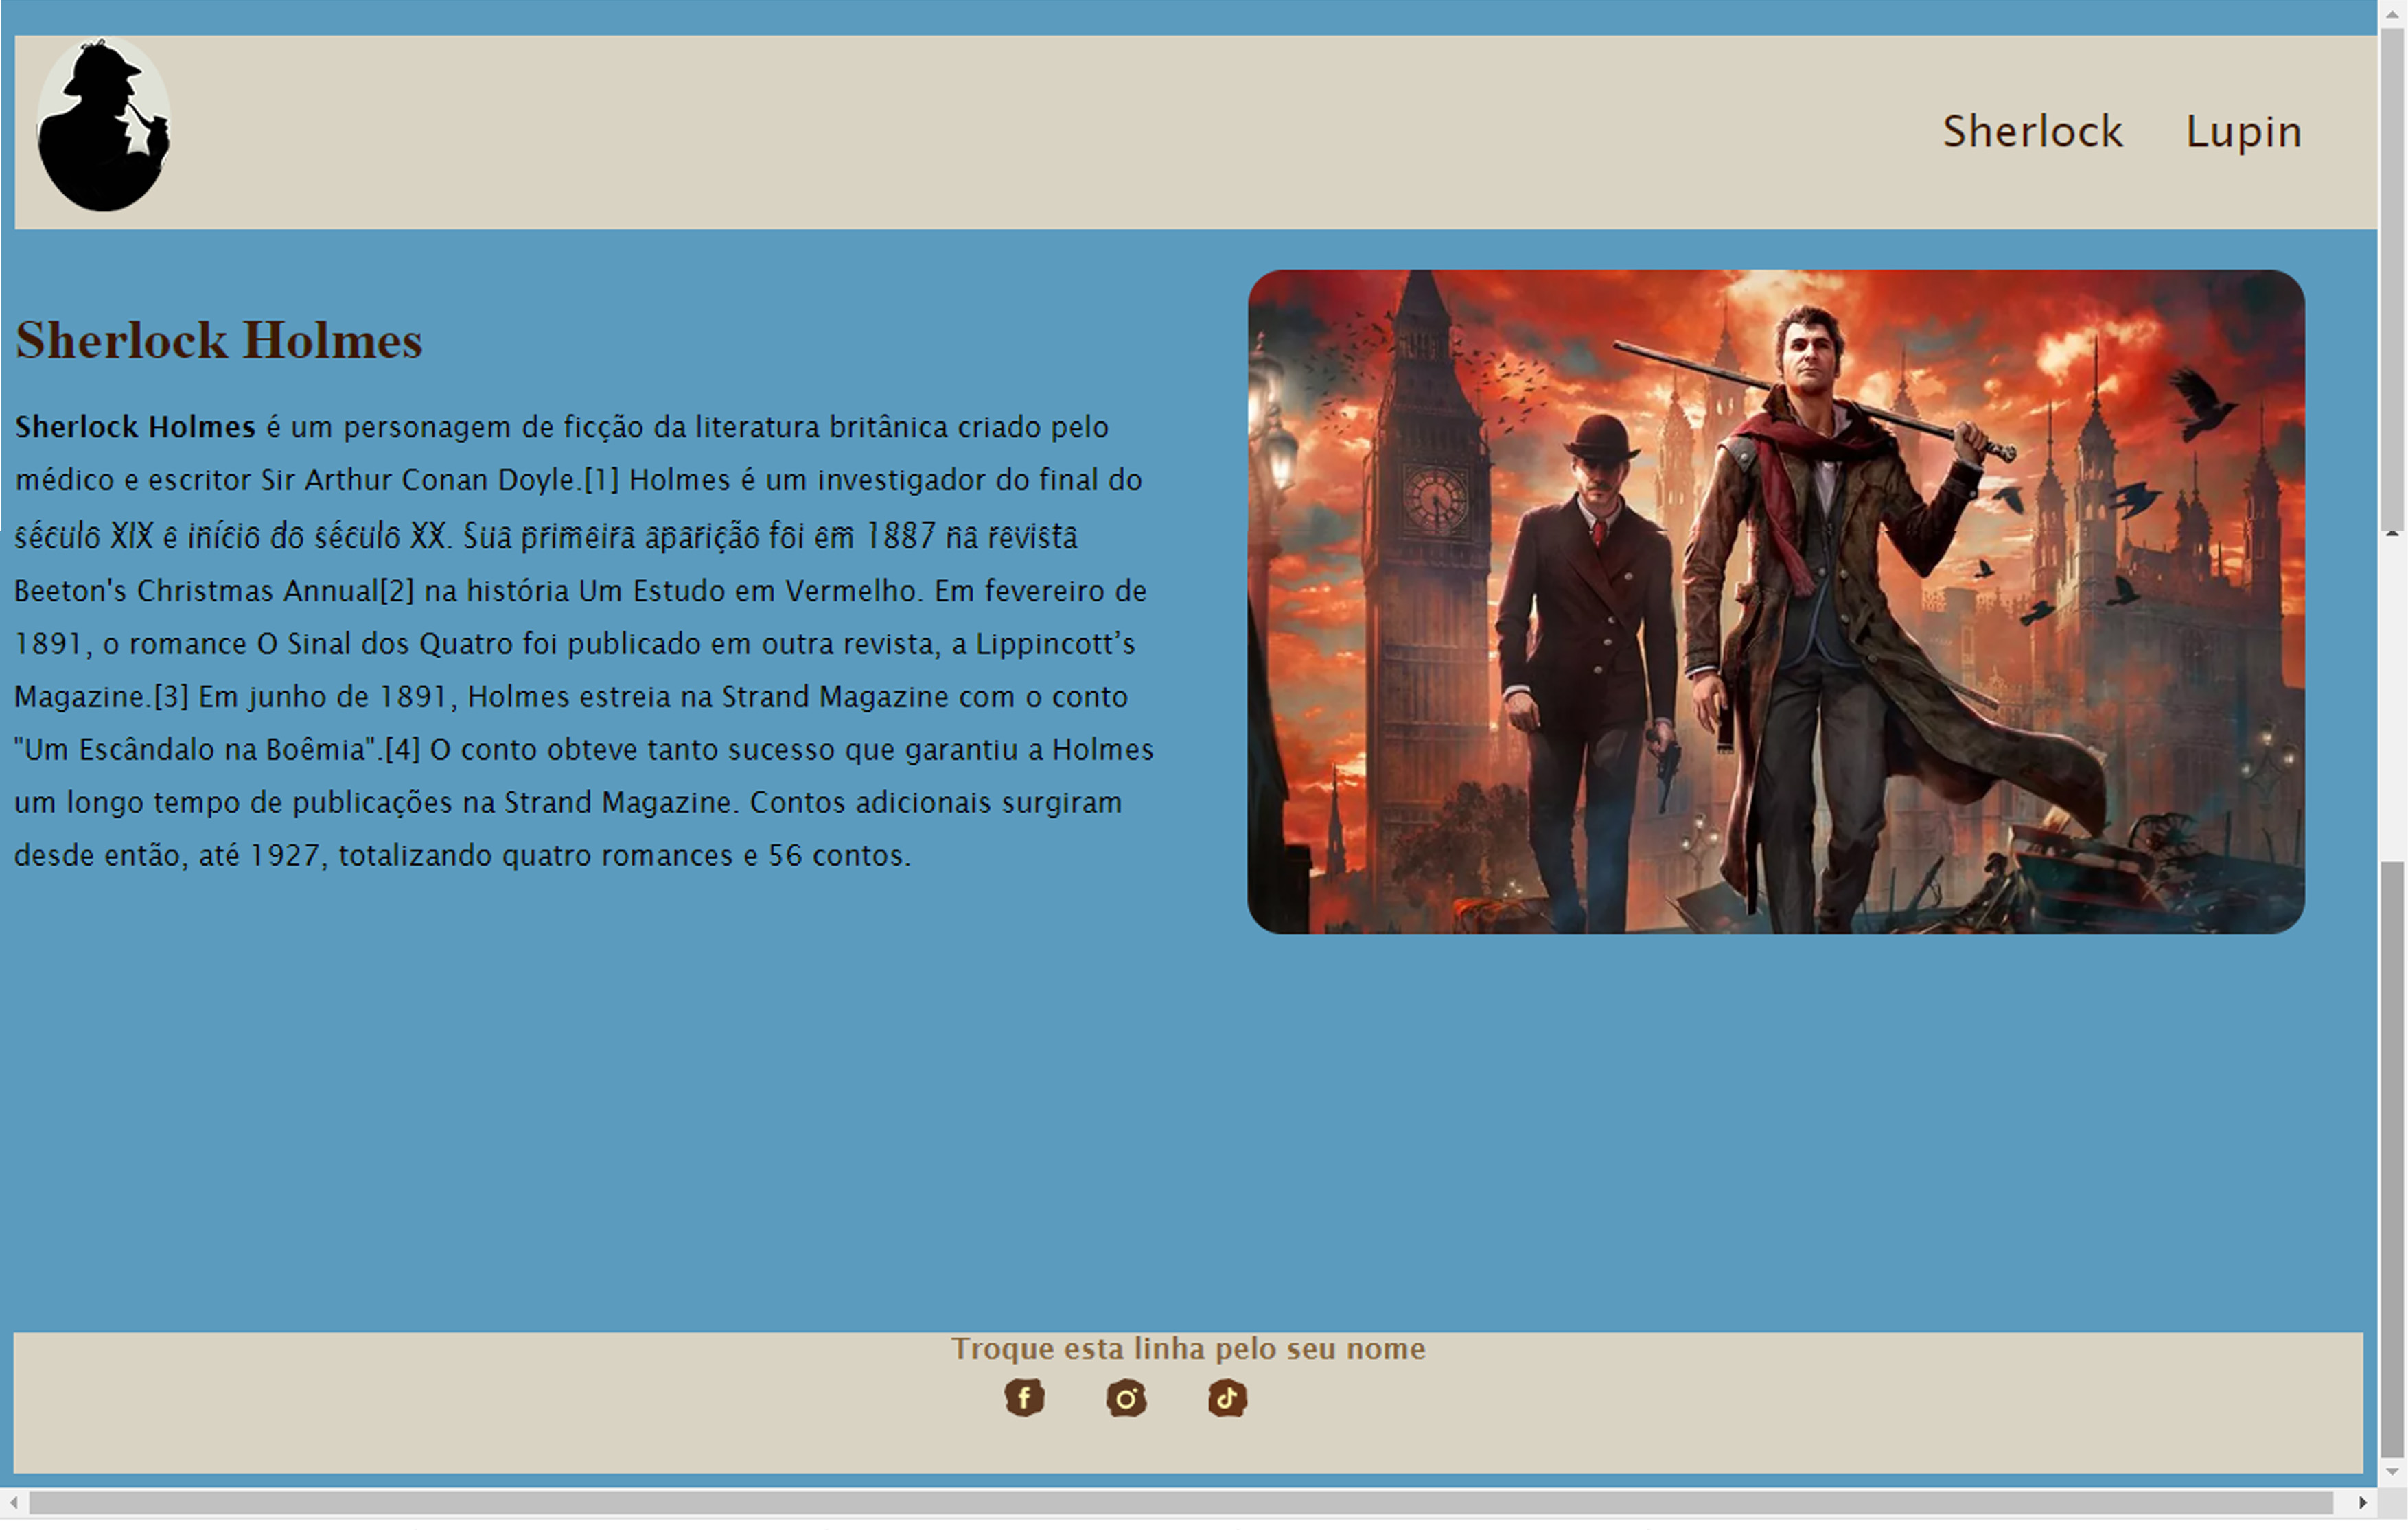 Sherlock Lupin
Sherlock Holmes
Sherlock Holmes é um personagem de ficção da literatura britânica criado pelo
médico e escritor Sir Arthur Conan Doyle.[1] Holmes é um investigador do final do
século XIX e início do século XX. Sua primeira aparição foi em 1887 na revista
Beeton's Christmas Annual[2] na história Um Estudo em Vermelho. Em fevereiro de
1891, o romance O Sinal dos Quatro foi publicado em outra revista, a Lippincott’s
Magazine.[3] Em junho de 1891, Holmes estreia na Strand Magazine com o conto
"Um Escândalo na Boêmia".[4] O conto obteve tanto sucesso que garantiu a Holmes
um longo tempo de publicações na Strand Magazine. Contos adicionais surgiram
desde então, até 1927, totalizando quatro romances e 56 contos.
Troque esta linha pelo seu nome